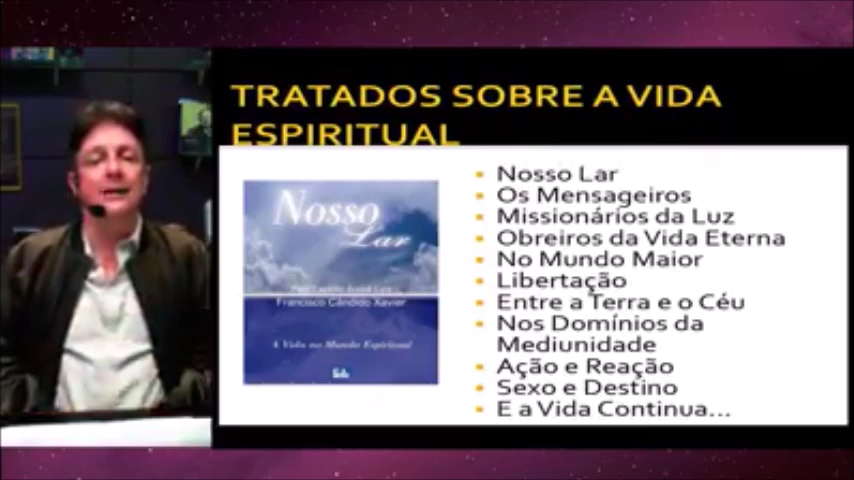 TRATADOS SOBRE A VIDA
ESPIRITUAL
Nosso
Lar
Francisco Cândido Xavier
A Vida no Mundo Espiritual
Nosso Lar
Os Mensageiros
Missionários da Luz
Obreiros da Vida Eterna
No Mundo Maior
Libertação
Entre a Terra e o Céu
Nos Domínios da
Mediunidade
Ação e Reação
Sexo e Destino
E a Vida Continua...